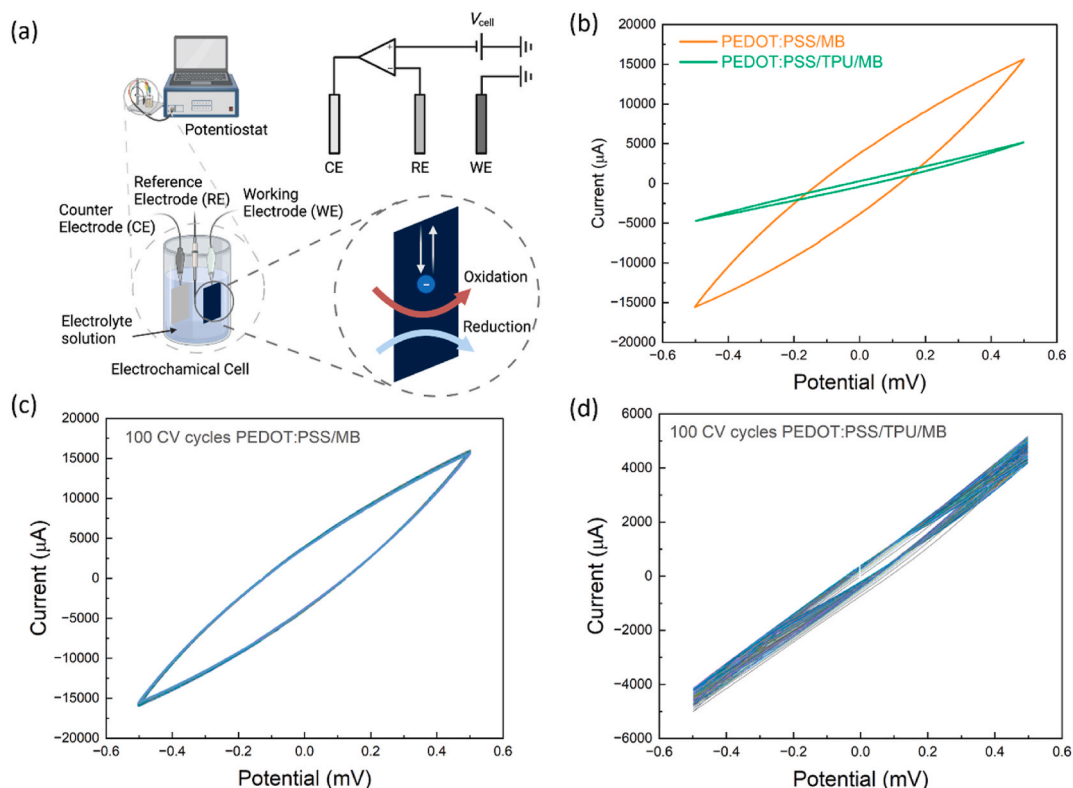 (a)
Potentiostat
V cell
CE
RE
WE
Reference
Electrode (RE)
Counter
Electrode (CE)
Working
Electrode (WE)
Oxidation
Reduction
Electrolyte
solution
Electrochamical Cell
(b)
20000
15000
10000
5000
0
−5000
−10000
−15000
−20000
Current (μA)
PEDOT:PSS/MB
PEDOT:PSS/TPU/MB
−0.6
−0.4
−0.2
0.0
0.2
0.4
0.6
Potential (mV)
(c)
20000
15000
10000
5000
0
−5000
−10000
−15000
−20000
Current (μA)
100 CV cycles PEDOT:PSS/MB
−0.6
−0.4
−0.2
0.0
0.2
0.4
0.6
Potential (mV)
(d)
6000
4000
2000
0
−2000
−4000
−6000
Current (μA)
100 CV cycles PEDOT:PSS/TPU/MB
−0.6
−0.4
−0.2
0.0
0.2
0.4
0.6
Potential (mV)